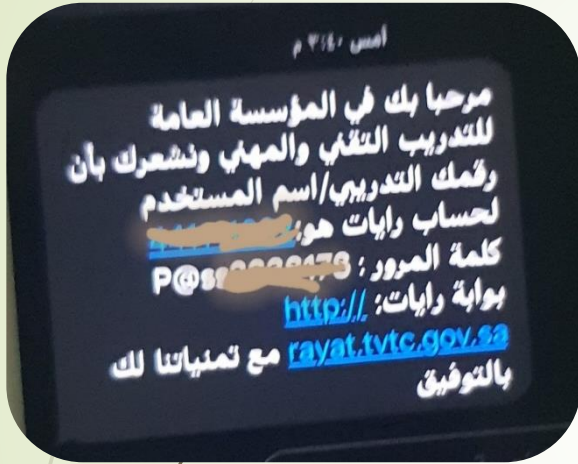 أمس ٣:٤٠ م
مرحبا بك في المؤسسة العامة
للتدريب التقني والمهني ونشعرك بأن
رقمك التدريبي/اسم المستخدم
لحساب رايات هو:
كلمة المرور :
بوابة رايات: http://
rayat.tvtc.gov.sa مع تمنياتنا لك
بالتوفيق